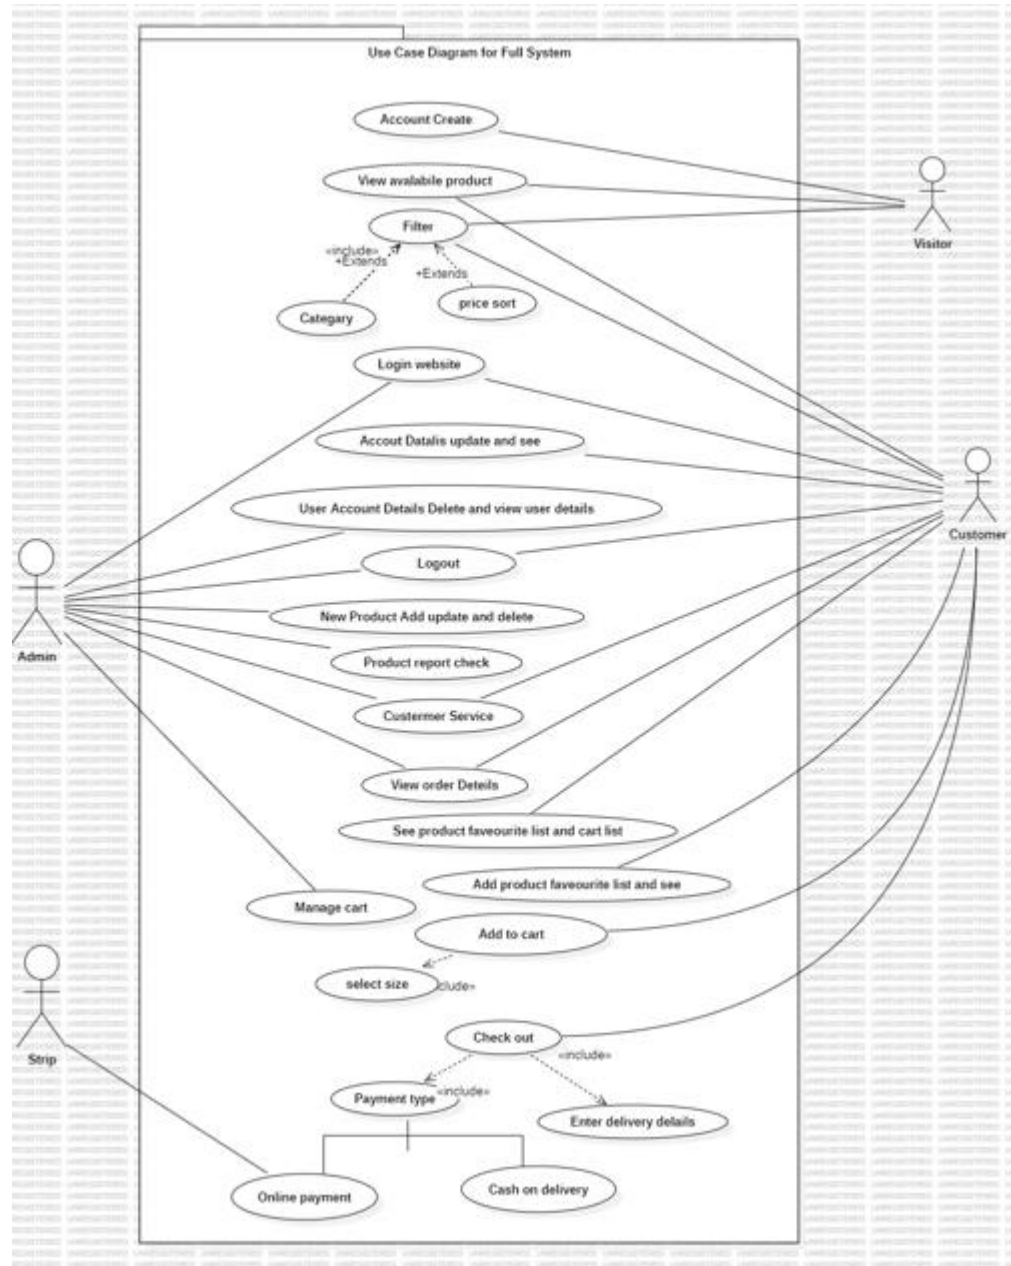 Use Case Diagram for Full System
Account Create
View avalabile product
Visitor
Filter
«include»
+Extends
+Extends
price sort
Categary
Login website
Accout Datalis update and see
User Account Details Delete and view user details
Customer
Logout
New Product Add update and delete
Admin
Product report check
Custermer Service
View order Deteils
See product faveourite list and cart list
Add product faveourite list and see
Manage cart
Add to cart
select size
clude»
Check out
«include»
Strip
Payment type
«include»
Enter delivery delails
Online payment
Cash on delivery
UNREGISTERED